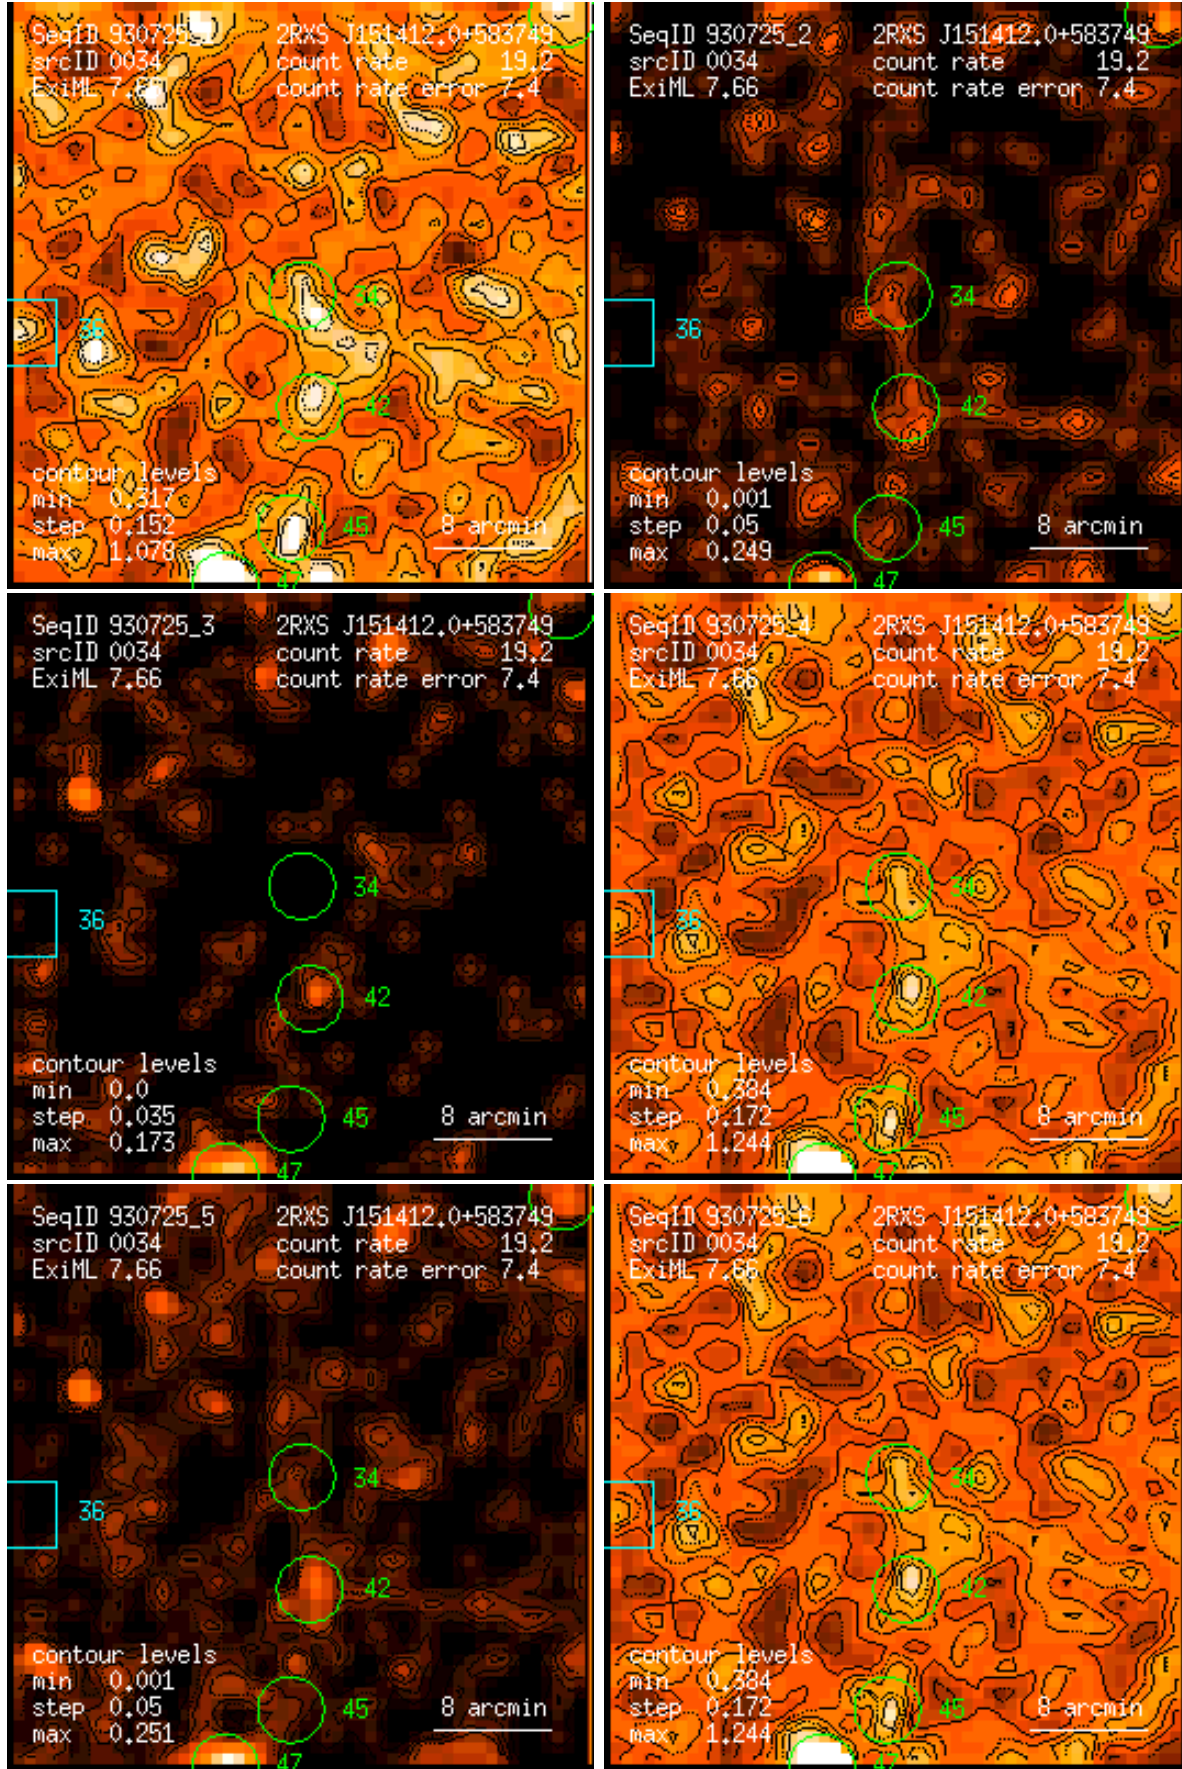 SeqID 930725_1 2RXS J151412.0+583749
srcID 0034 count rate 19.2
ExiML 7.66 count rate error 7.4
34
36
42
contour levels
min 0.317
step 0.152
max 1.078
45
8 arcmin
47
SeqID 930725_2 2RXS J151412.0+583749
srcID 0034 count rate 19.2
ExiML 7.66 count rate error 7.4
34
36
42
contour levels
min 0.001
step 0.05
max 0.249
45
8 arcmin
47
SeqID 930725_3 2RXS J151412.0+583749
srcID 0034 count rate 19.2
ExiML 7.66 count rate error 7.4
34
36
42
contour levels
min 0.0
step 0.035
max 0.173
45
8 arcmin
47
SeqID 930725_4 2RXS J151412.0+583749
srcID 0034 count rate 19.2
ExiML 7.66 count rate error 7.4
34
36
42
contour levels
min 0.384
step 0.172
max 1.244
45
8 arcmin
47
SeqID 930725_5 2RXS J151412.0+583749
srcID 0034 count rate 19.2
ExiML 7.66 count rate error 7.4
34
36
42
contour levels
min 0.001
step 0.05
max 0.251
45
8 arcmin
47
SeqID 930725_6 2RXS J151412.0+583749
srcID 0034 count rate 19.2
ExiML 7.66 count rate error 7.4
34
36
42
contour levels
min 0.384
step 0.172
max 1.244
45
8 arcmin
47